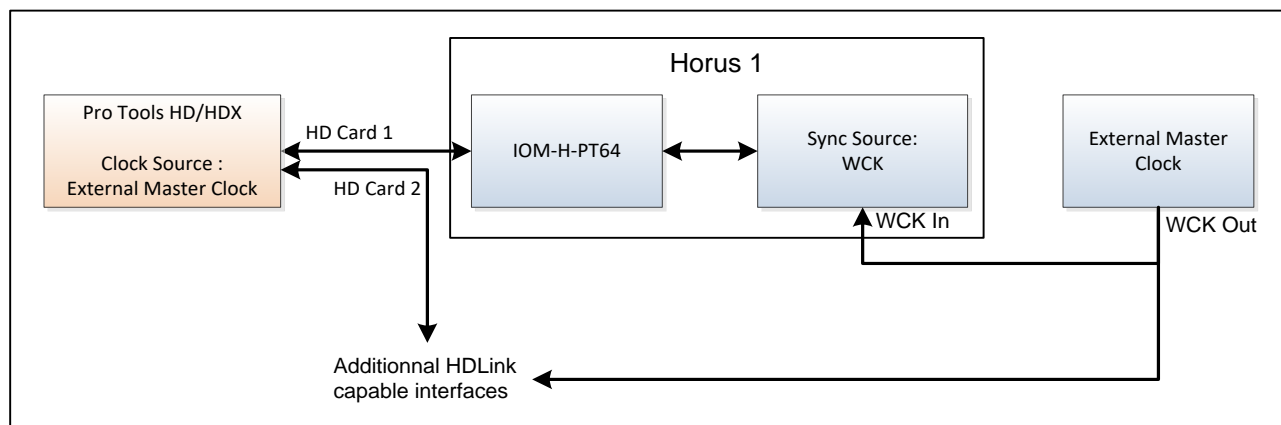 Horus 1
Pro Tools HD/HDX
Clock Source :
External Master Clock
HD Card 1
HD Card 2
IOM-H-PT64
Sync Source:
WCK
WCK In
External Master
Clock
WCK Out
Additionnal HDLink
capable interfaces